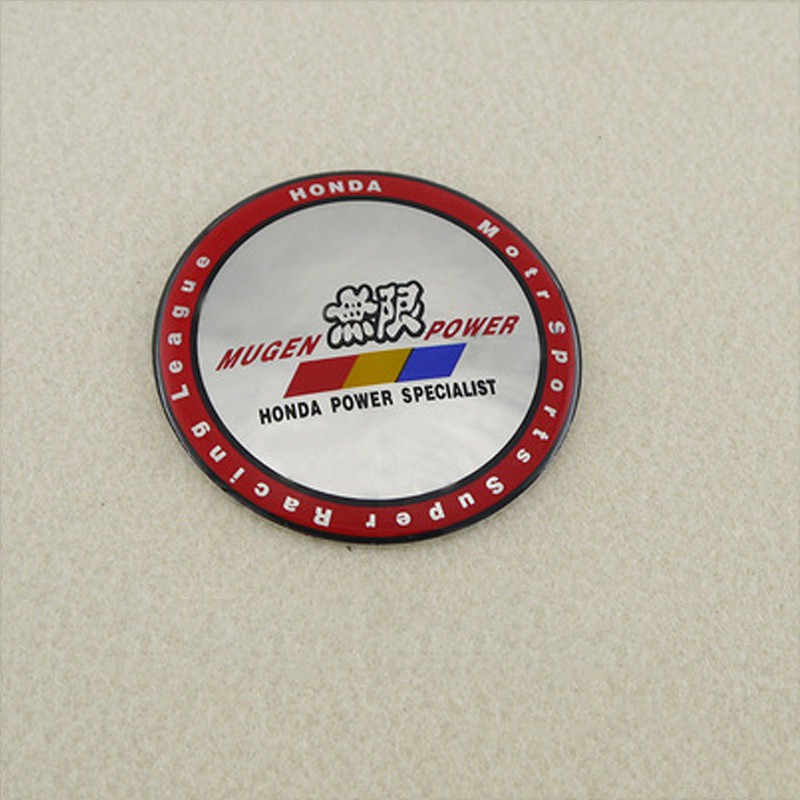 HONDA
Motr Sports Super Racing League
無限
MUGEN POWER
HONDA POWER SPECIALIST